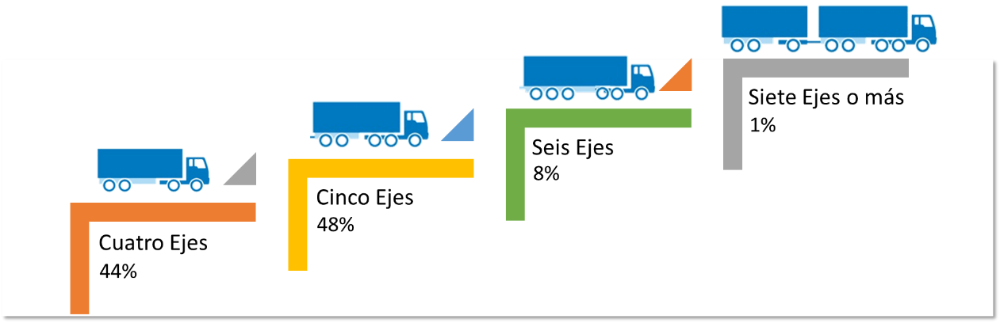 Cuatro Ejes
44%
Cinco Ejes
48%
Seis Ejes
8%
Siete Ejes o más
1%